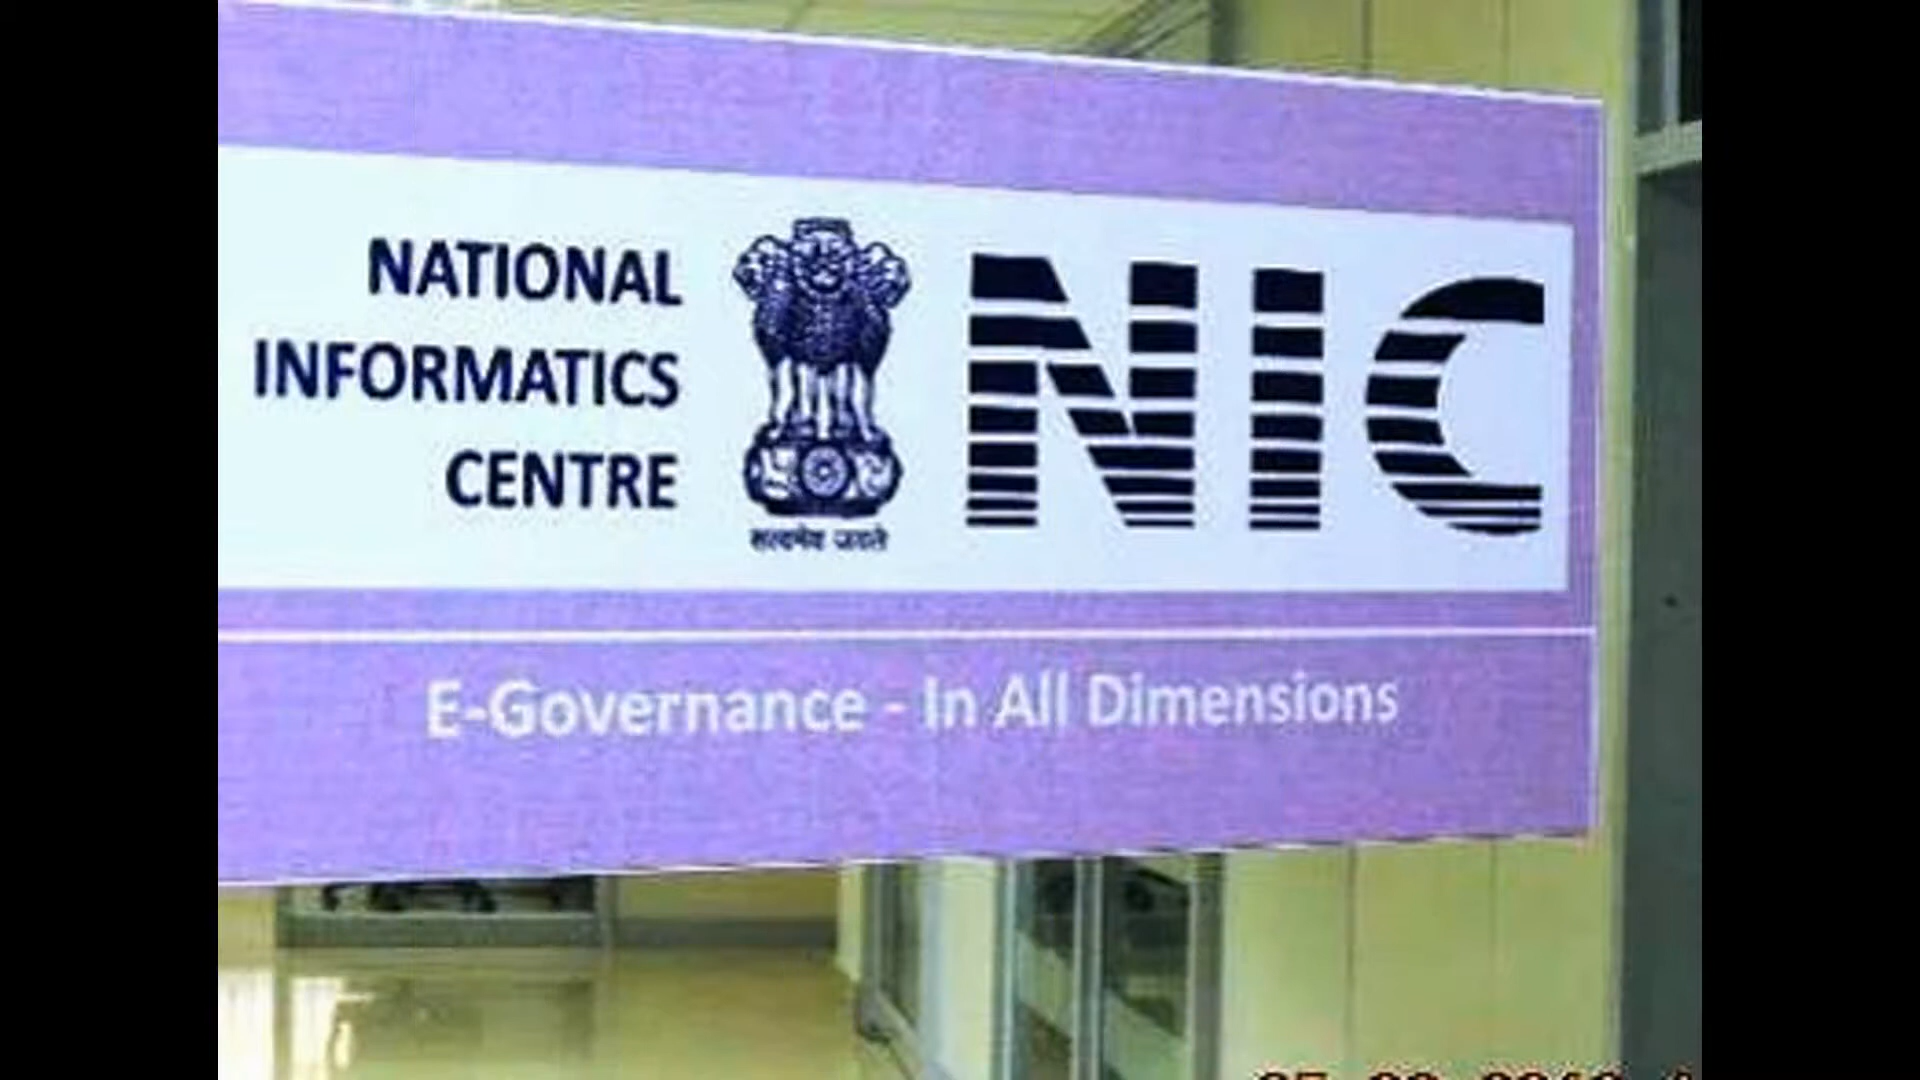 NATIONAL
INFORMATICS
CENTRE
सत्यमेव जयते
NIC
E-Governance - In All Dimensions